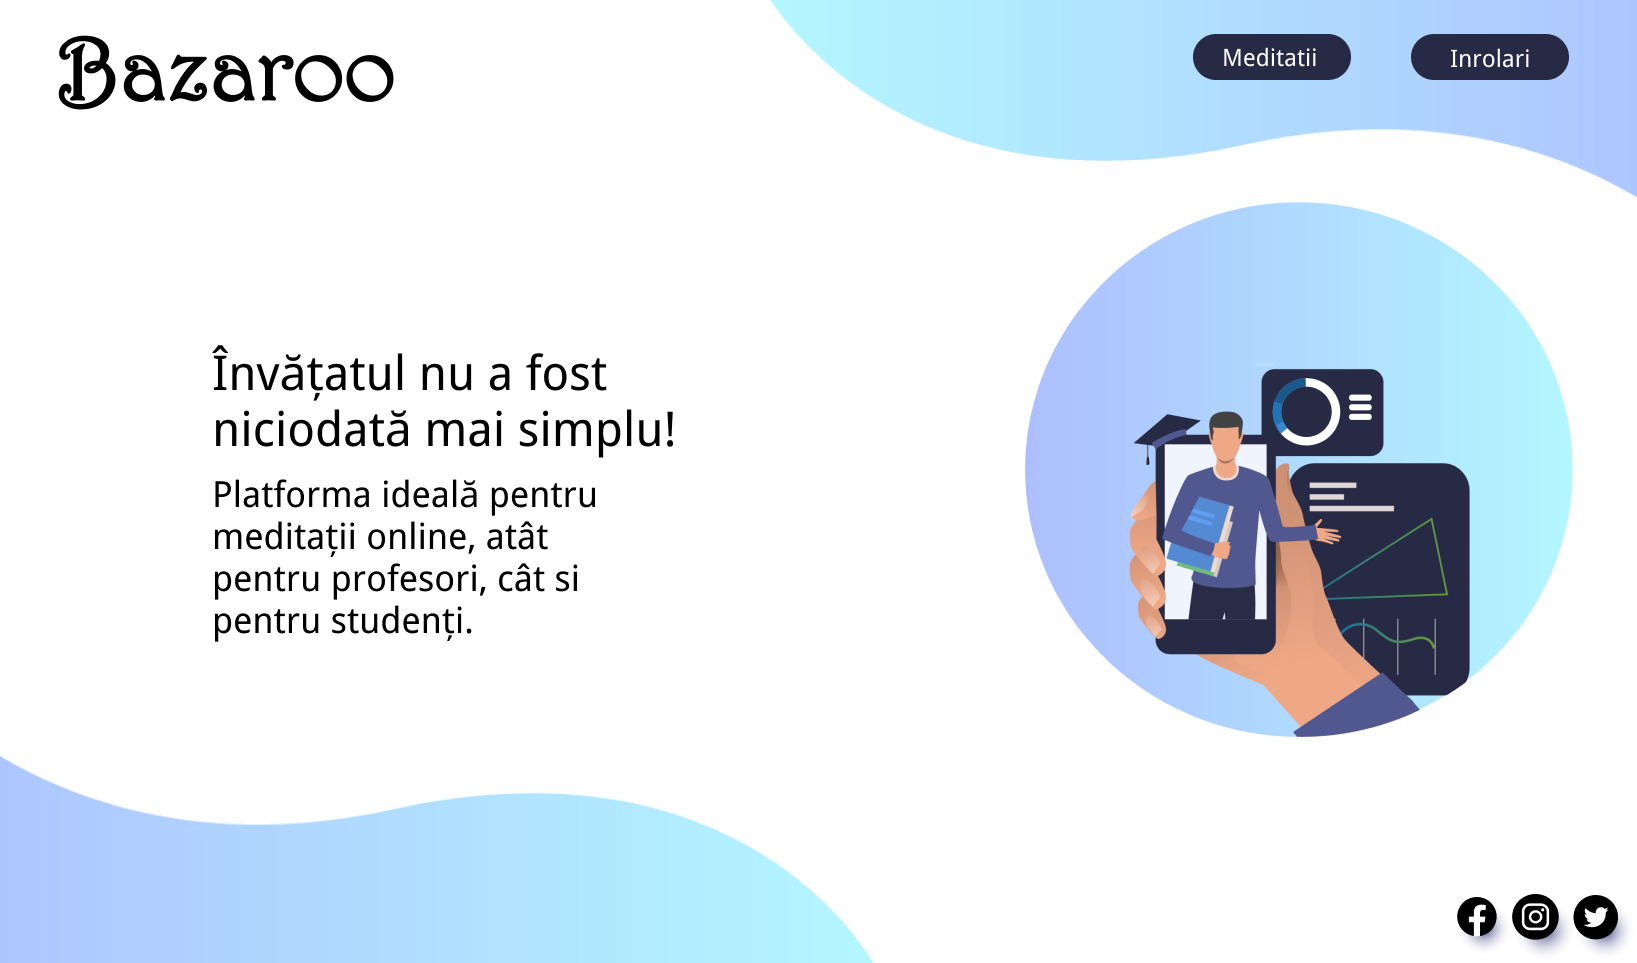 Bazaroo
Meditatii
Inrolari
Învățatul nu a fost
niciodată mai simplu!
Platforma ideală pentru
meditații online, atât
pentru profesori, cât si
pentru studenți.